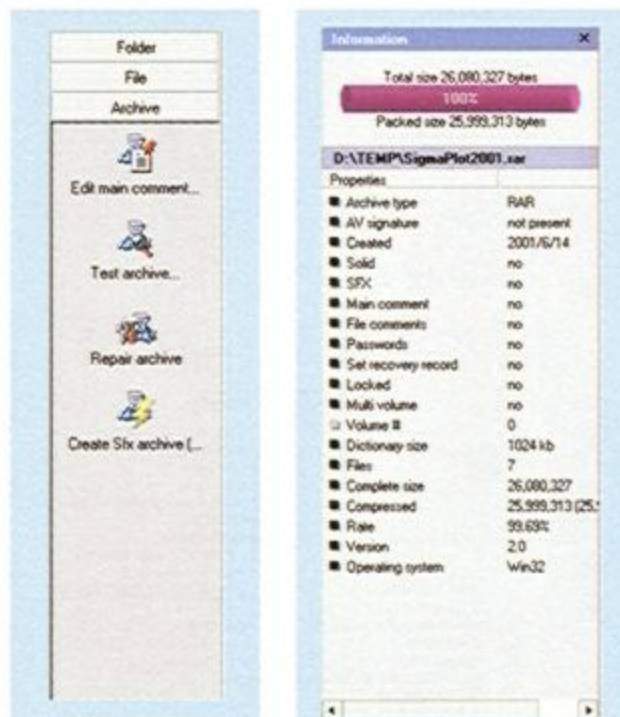 Folder
File
Archive
Edit main comment...
Test archive...
Repair archive
Create Sfx archive (...
Information
Total size 26,080,327 bytes
100%
Packed size 25,999,313 bytes
D:\TEMP\SigmaPlot2001.rar
Properties
Archive type RAR
AV signature not present
Created 2001/6/14
Solid no
SFX no
Main comment no
File comments no
Passwords no
Set recovery record no
Locked no
Multi volume no
Volume # 0
Dictionary size 1024 kb
Files 7
Complete size 26,080,327
Compressed 25,999,313 (25,
Rate 99.69%
Version 2.0
Operating system Win32